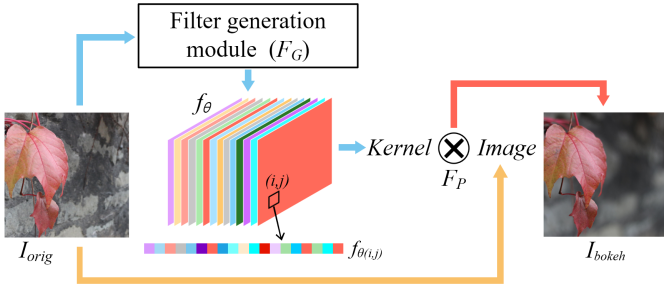 Filter generation
module (F_G)
f_θ
(i,j)
Kernel ⊗ Image
F_P
f_θ(i,j)
I_orig
I_bokeh